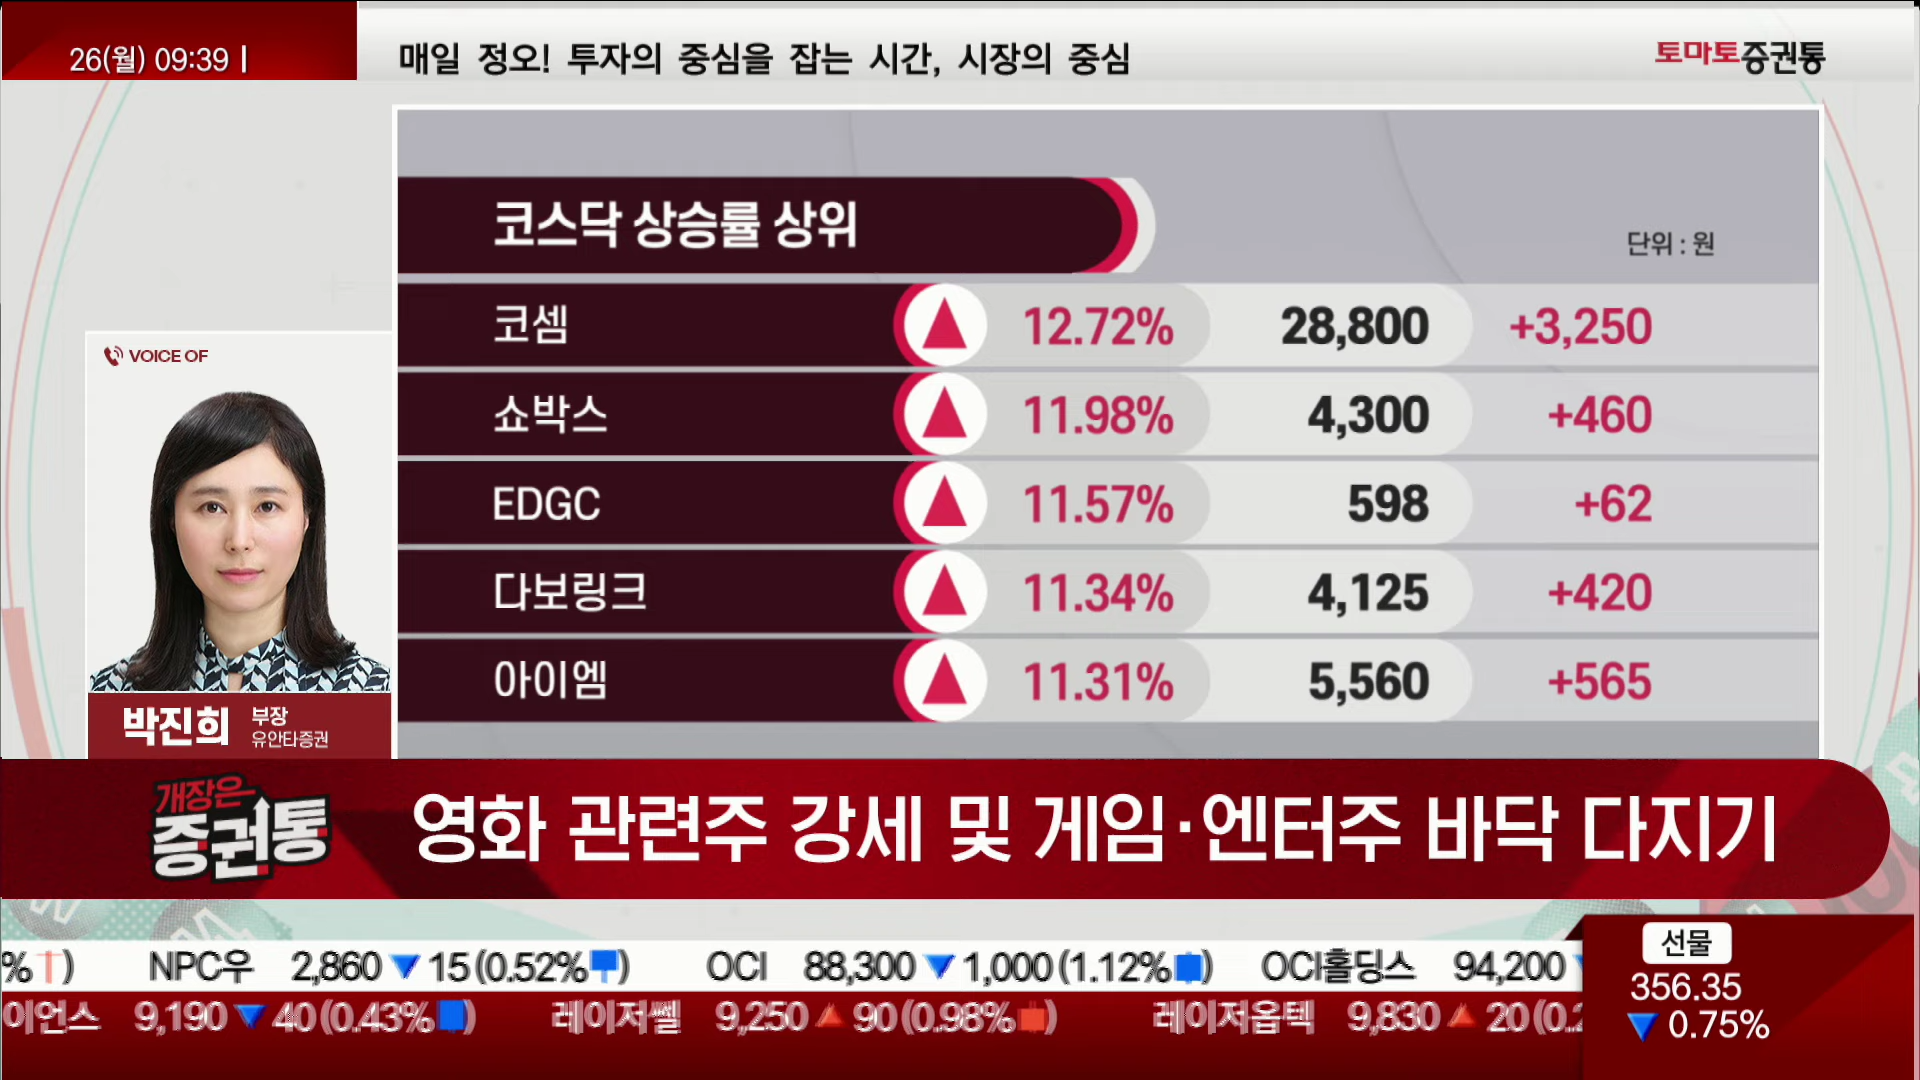 26(월) 09:39
매일 정오! 투자의 중심을 잡는 시간, 시장의 중심
토마토증권통
코스닥 상승률 상위
단위 : 원
코셈 ▲ 12.72% 28,800 +3,250
쇼박스 ▲ 11.98% 4,300 +460
EDGC ▲ 11.57% 598 +62
다보링크 ▲ 11.34% 4,125 +420
아이엠 ▲ 11.31% 5,560 +565
VOICE OF
박진희 부장
유안타증권
개장은
증권통
영화 관련주 강세 및 게임·엔터주 바닥 다지기
%↑) NPC우 2,860 ▼ 15(0.52%) OCI 88,300 ▼ 1,000(1.12%) OCI홀딩스 94,200
이언스 9,190 ▼ 40(0.43%) 레이저쎌 9,250 ▲ 90(0.98%) 레이저옵텍 9,830 ▲ 20(0.2
선물
356.35
▼ 0.75%